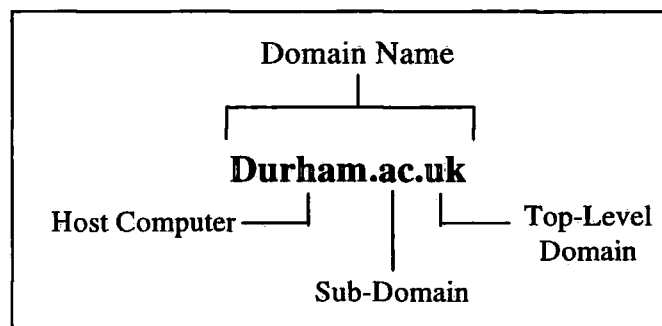 Domain Name
Durham.ac.uk
Host Computer
Top-Level
Domain
Sub-Domain